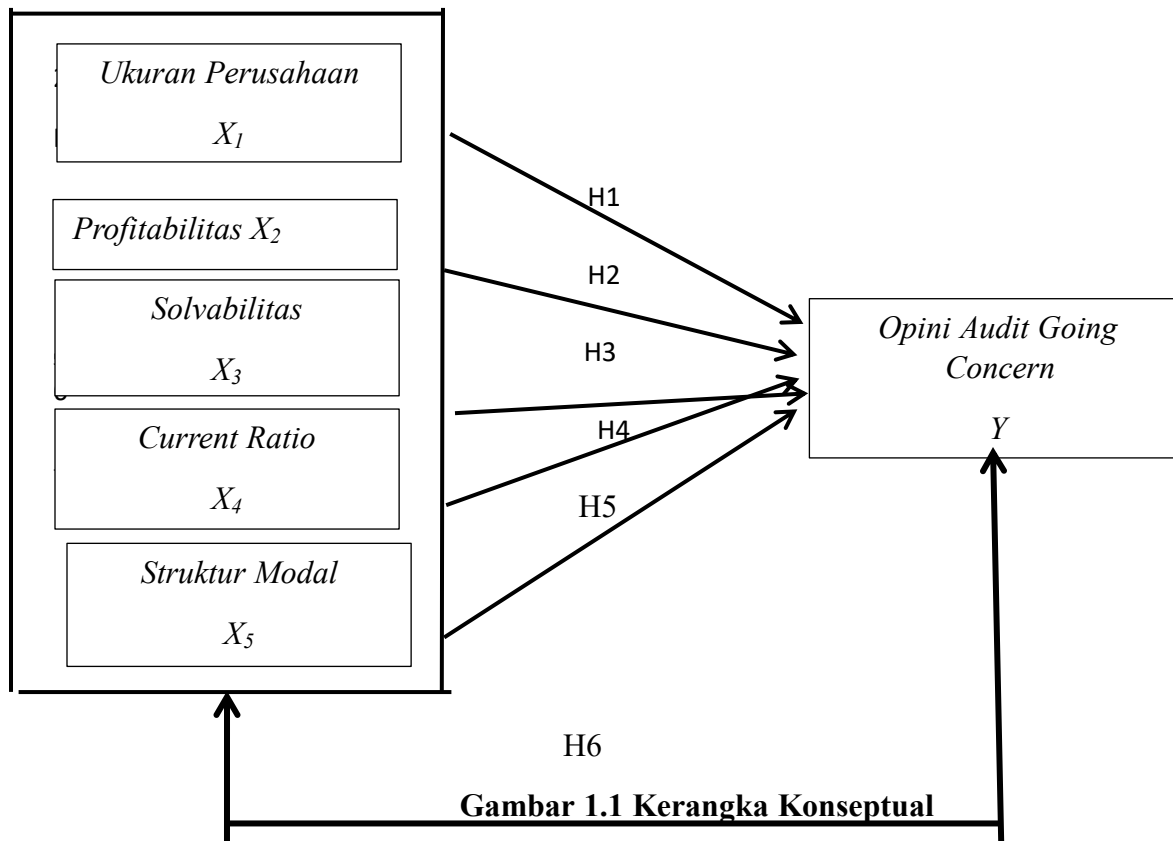 Ukuran Perusahaan
X1
Profitabilitas X2
Solvabilitas
X3
Current Ratio
X4
Struktur Modal
X5
H1
H2
H3
H4
H5
Opini Audit Going
Concern
Y
H6
Gambar 1.1 Kerangka Konseptual